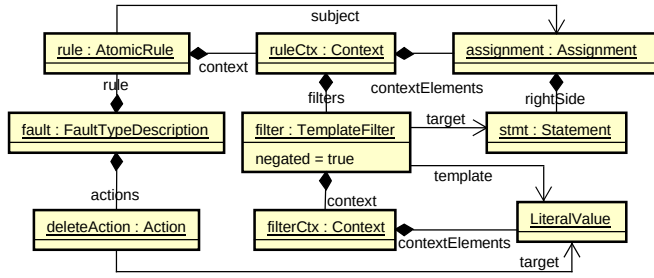 subject
rule : AtomicRule
ruleCtx : Context
assignment : Assignment
context
contextElements
rule
filters
rightSide
fault : FaultTypeDescription
filter : TemplateFilter
target
stmt : Statement
negated = true
template
actions
context
deleteAction : Action
filterCtx : Context
LiteralValue
contextElements
target